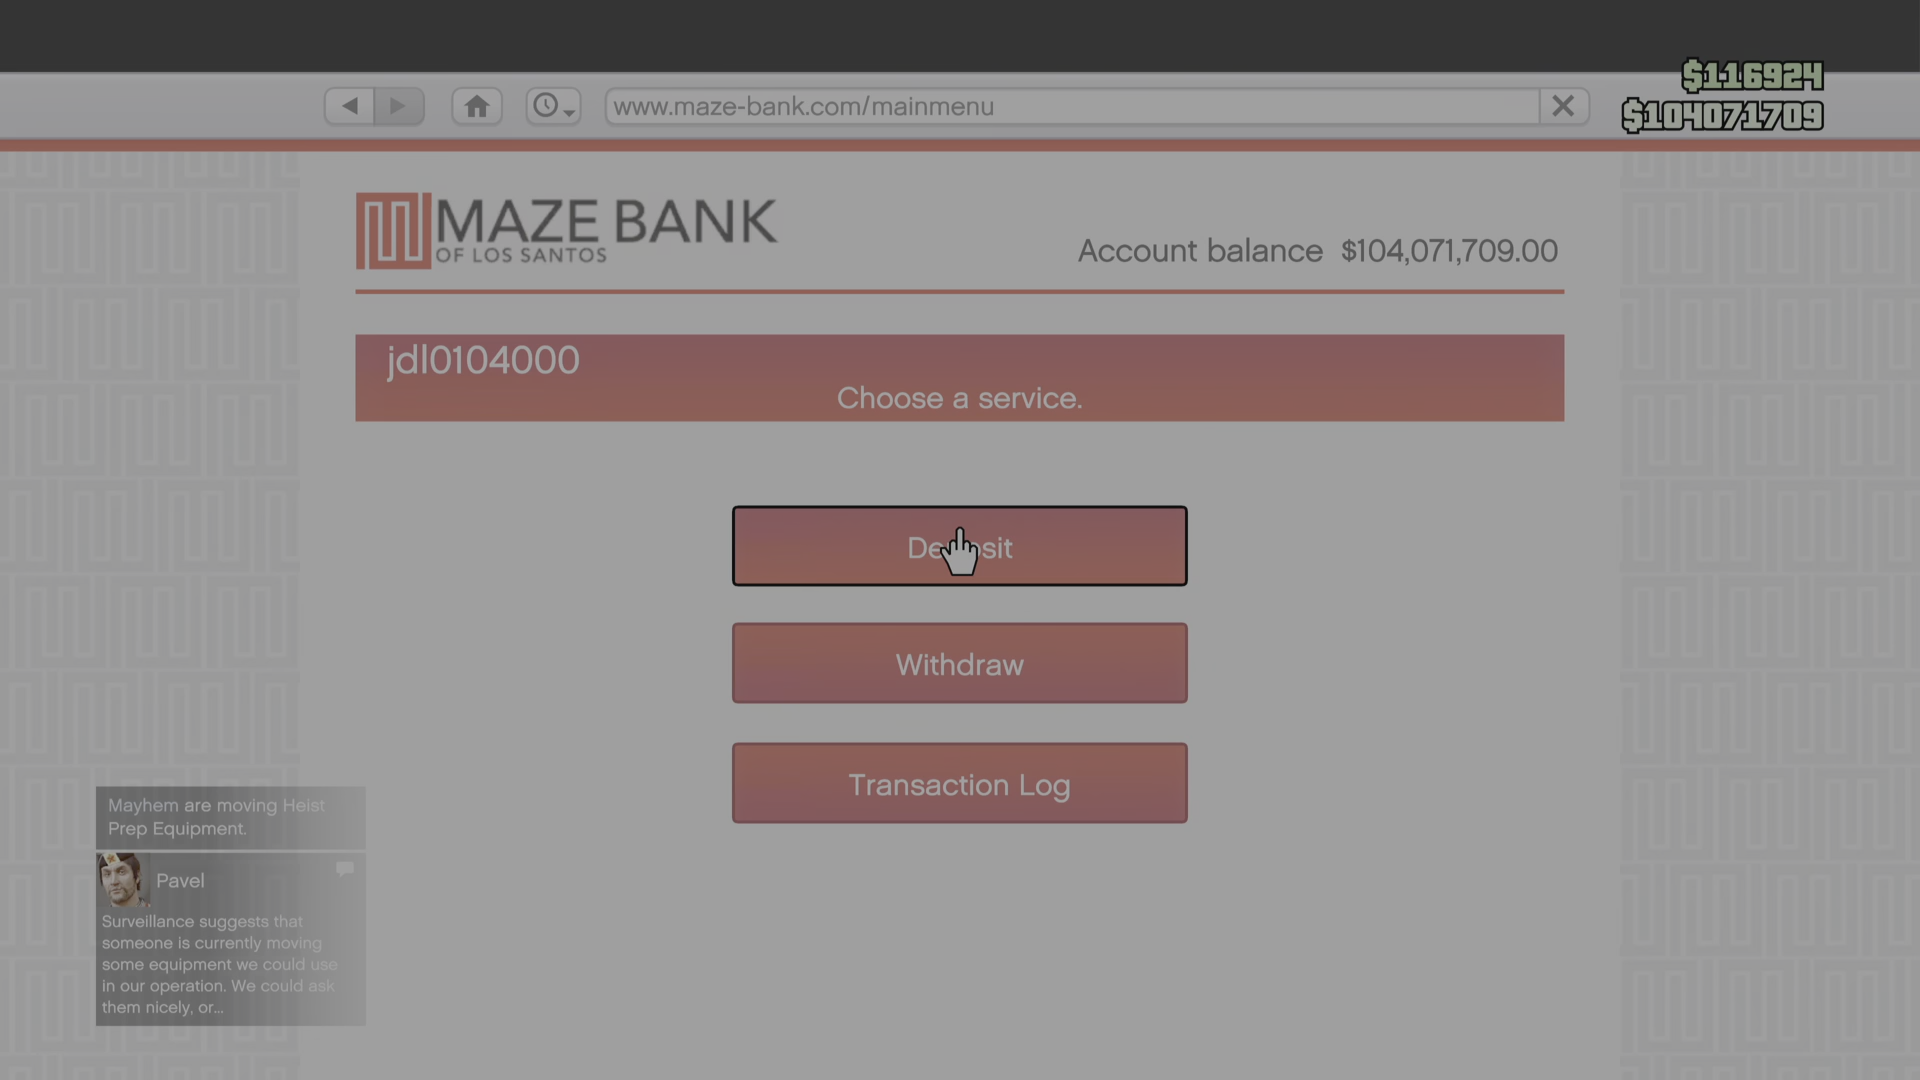 $116924
www.maze-bank.com/mainmenu
$104071709
MAZE BANK
OF LOS SANTOS
Account balance $104,071,709.00
jdl0104000
Choose a service.
Deposit
Withdraw
Transaction Log
Mayhem are moving Heist
Prep Equipment.
Pavel
Surveillance suggests that
someone is currently moving
some equipment we could use
in our operation. We could ask
them nicely, or...